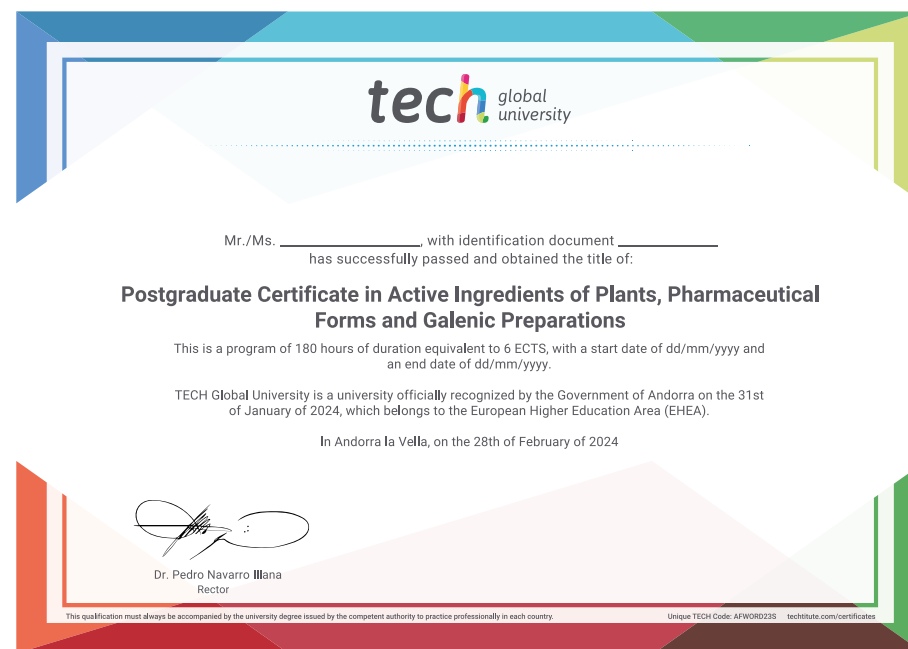 tech global university
Mr./Ms. ____________________, with identification document ______________
has successfully passed and obtained the title of:
Postgraduate Certificate in Active Ingredients of Plants, Pharmaceutical
Forms and Galenic Preparations
This is a program of 180 hours of duration equivalent to 6 ECTS, with a start date of dd/mm/yyyy and
an end date of dd/mm/yyyy.
TECH Global University is a university officially recognized by the Government of Andorra on the 31st
of January of 2024, which belongs to the European Higher Education Area (EHEA).
In Andorra la Vella, on the 28th of February of 2024
Dr. Pedro Navarro Illana
Rector
This qualification must always be accompanied by the university degree issued by the competent authority to practice professionally in each country.
Unique TECH Code: AFWORD23S techtitute.com/certificates